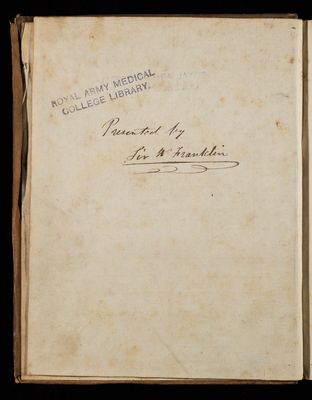 ROYAL ARMY MEDICAL
COLLEGE LIBRARY.
Presented by
Sir W Franklin